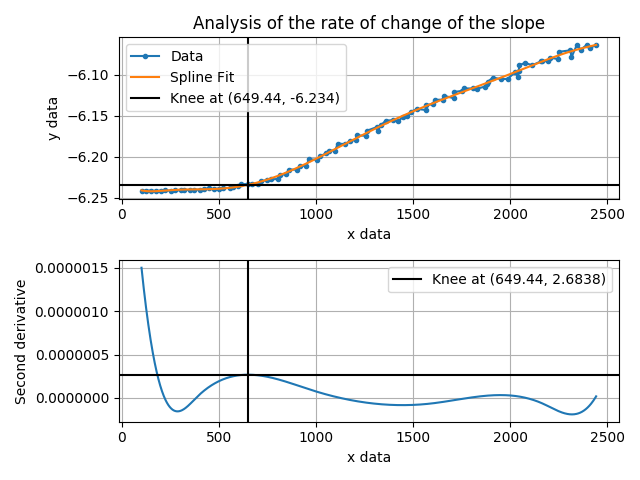 Analysis of the rate of change of the slope
Data
Spline Fit
Knee at (649.44, -6.234)
y data
−6.10
−6.15
−6.20
−6.25
0
500
1000
1500
2000
2500
x data
Knee at (649.44, 2.6838)
Second derivative
0.0000015
0.0000010
0.0000005
0.0000000
0
500
1000
1500
2000
2500
x data